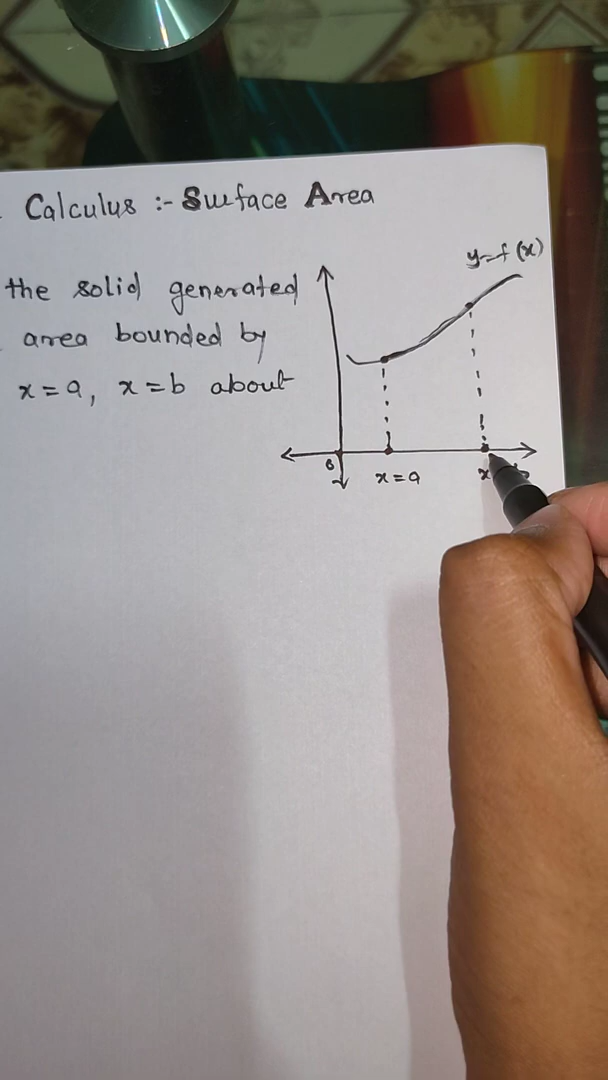 Calculus :- Surface Area
the solid generated
area bounded by
x=a, x=b about
y=f(x)
0
x=a
x